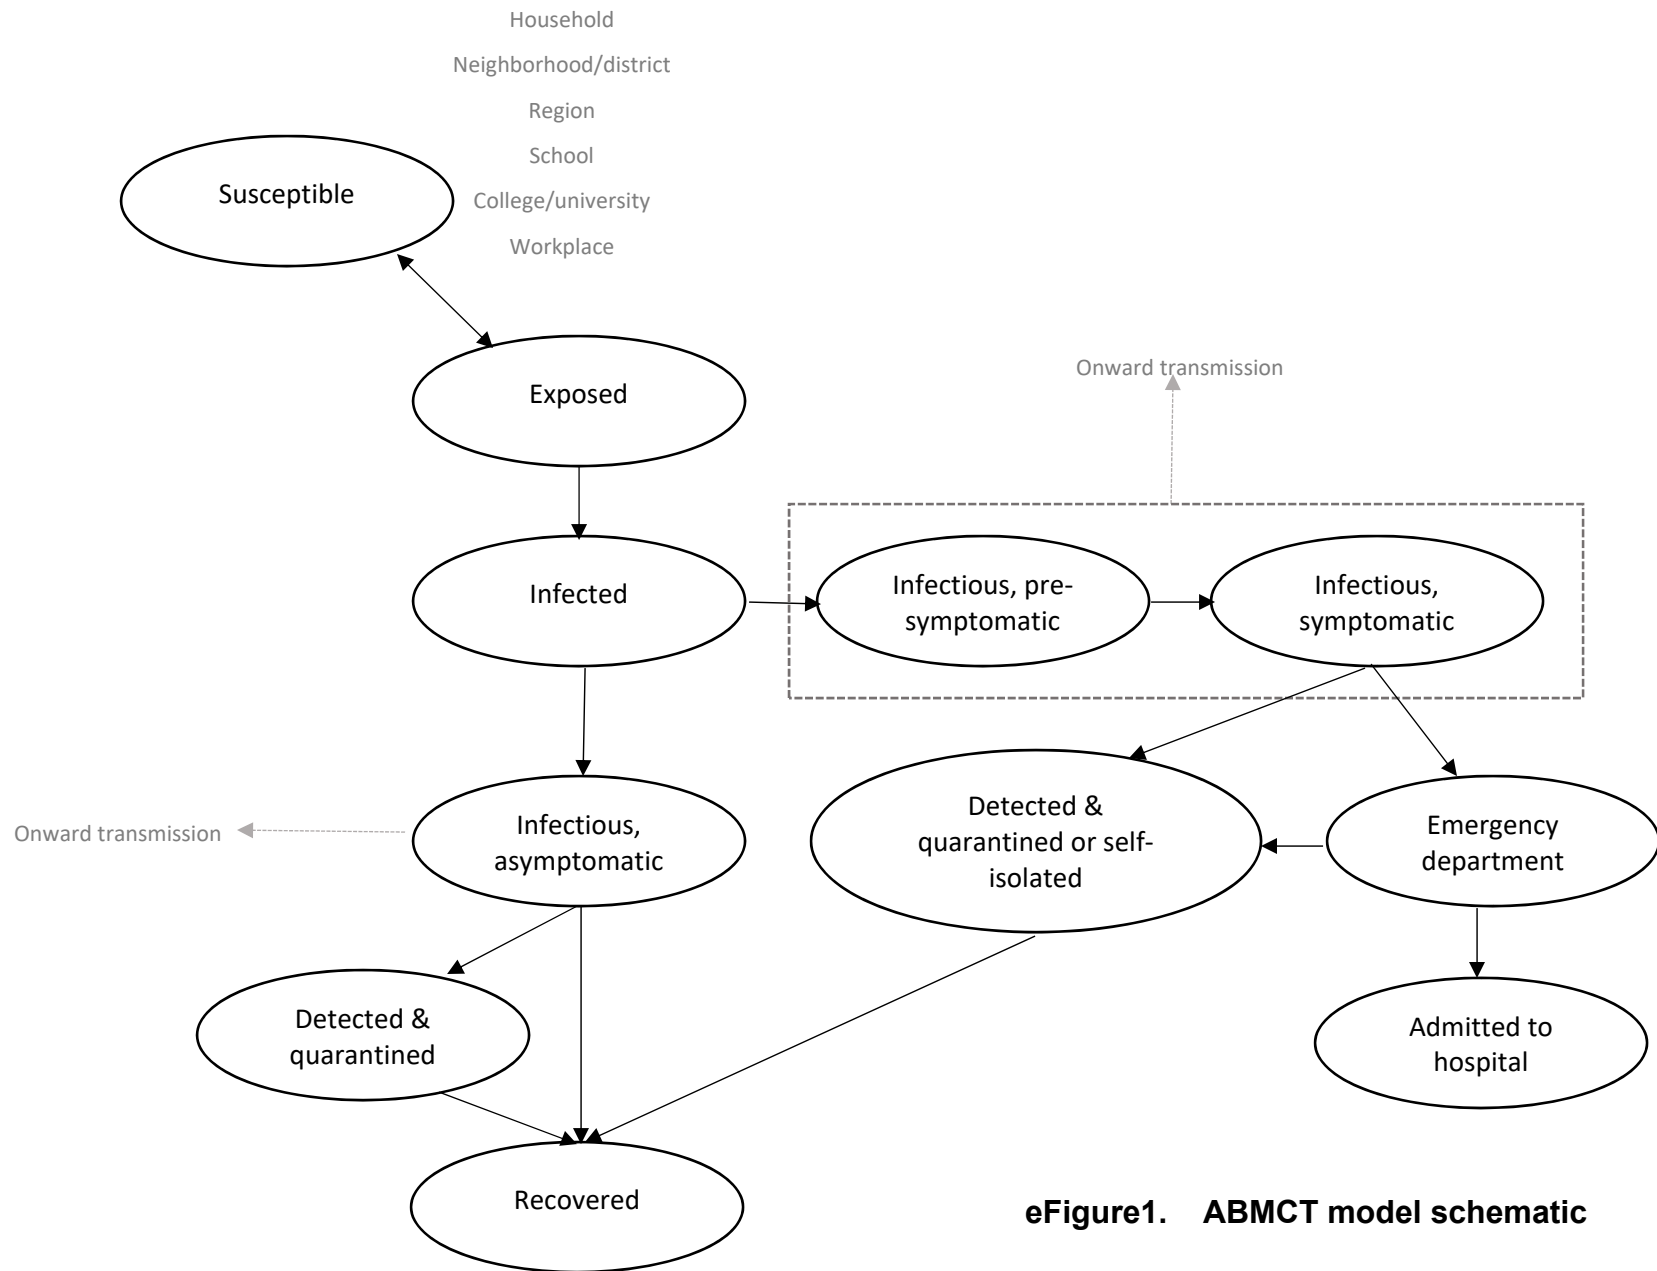 Household
Neighborhood/district
Region
School
College/university
Workplace
Susceptible
Exposed
Onward transmission
Infected
Infectious, pre-
symptomatic
Infectious,
symptomatic
Onward transmission
Infectious,
asymptomatic
Detected &
quarantined or self-
isolated
Emergency
department
Detected &
quarantined
Admitted to
hospital
Recovered
eFigure1. ABMCT model schematic